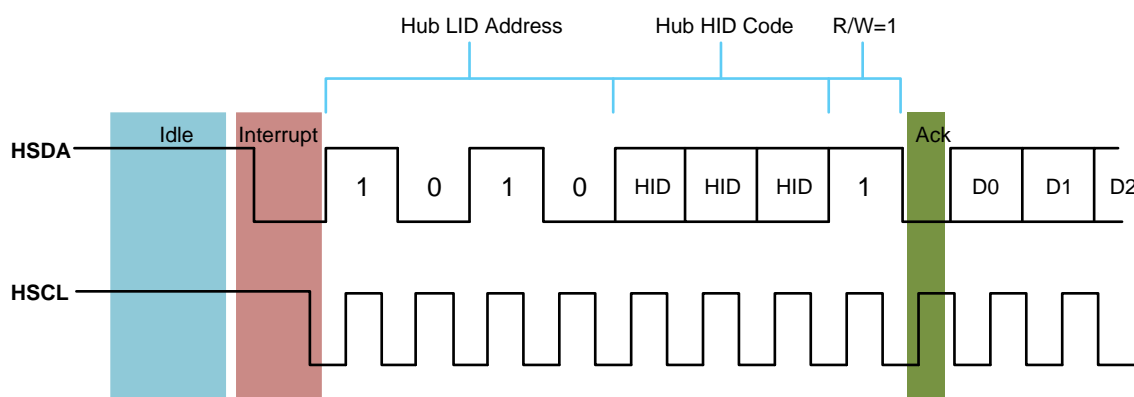 Hub LID Address Hub HID Code R/W=1
Idle Interrupt Ack
HSDA
1 0 1 0 HID HID HID 1 D0 D1 D2
HSCL